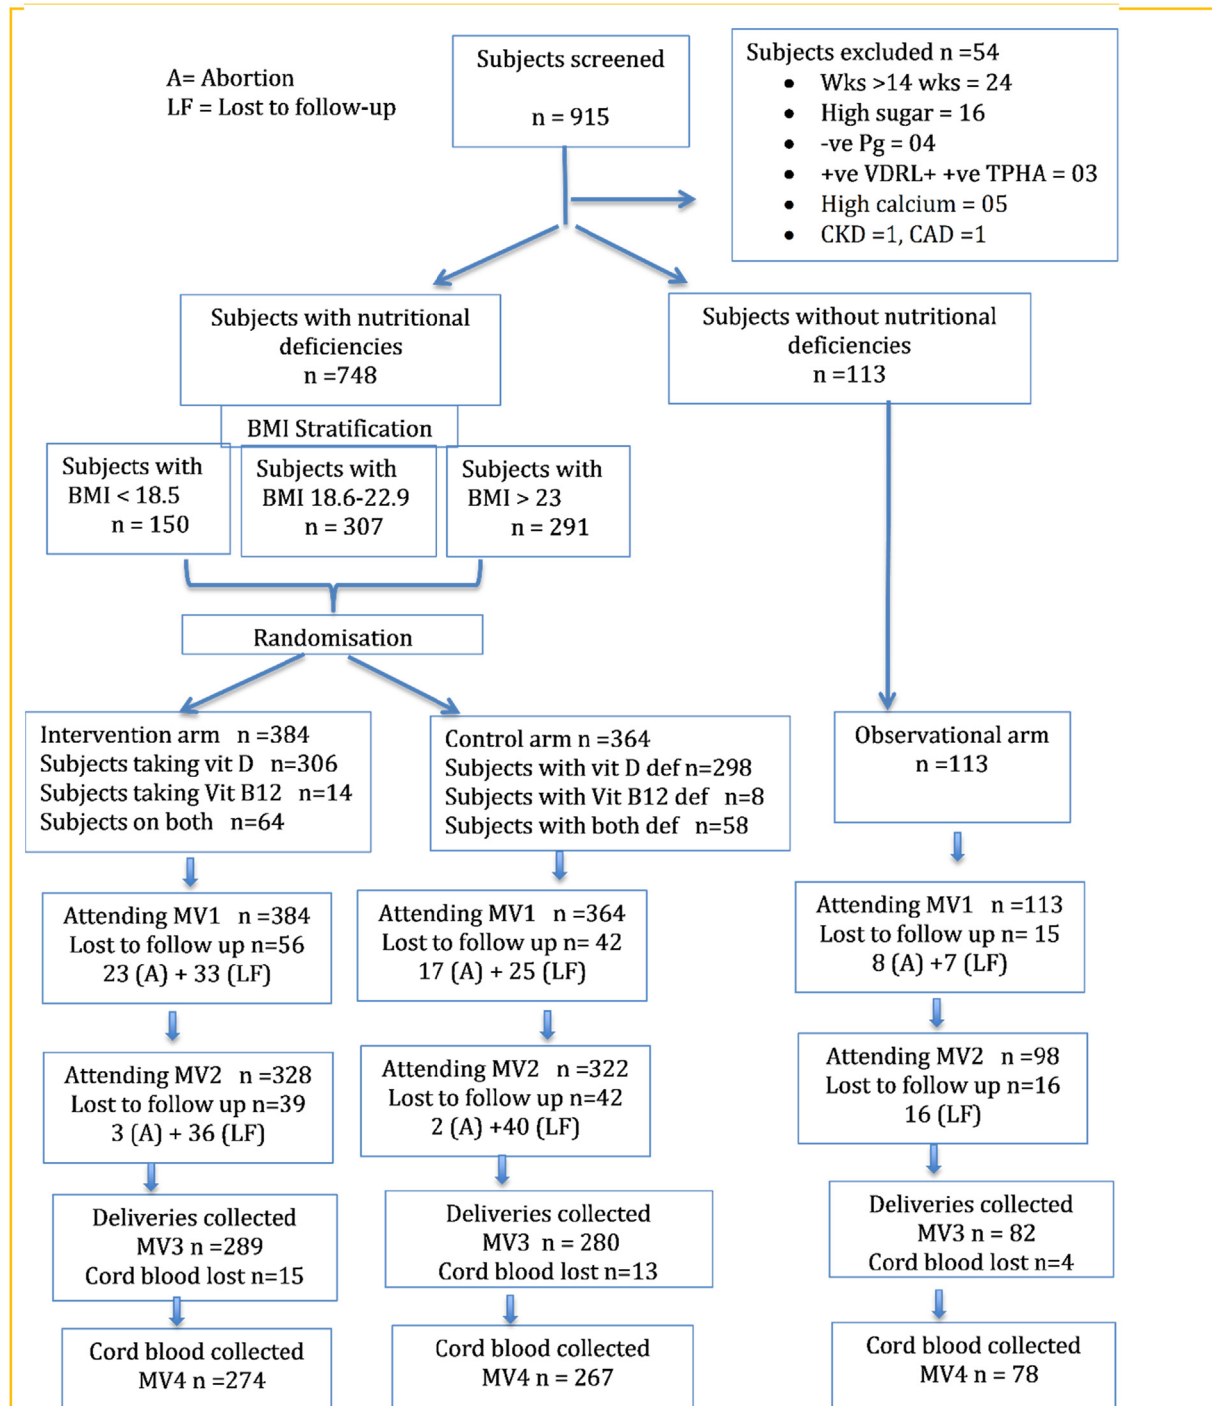 A= Abortion
LF = Lost to follow-up
Subjects screened
n = 915
Subjects excluded n =54
• Wks >14 wks = 24
• High sugar = 16
• -ve Pg = 04
• +ve VDRL+ +ve TPHA = 03
• High calcium = 05
• CKD =1, CAD =1
Subjects with nutritional
deficiencies
n =748
Subjects without nutritional
deficiencies
n =113
BMI Stratification
Subjects with
BMI < 18.5
n = 150
Subjects with
BMI 18.6-22.9
n = 307
Subjects with
BMI > 23
n = 291
Randomisation
Intervention arm n =384
Subjects taking vit D n=306
Subjects taking Vit B12 n=14
Subjects on both n=64
Control arm n =364
Subjects with vit D def n=298
Subjects with Vit B12 def n=8
Subjects with both def n=58
Observational arm
n =113
Attending MV1 n =384
Lost to follow up n=56
23 (A) + 33 (LF)
Attending MV1 n =364
Lost to follow up n= 42
17 (A) + 25 (LF)
Attending MV1 n =113
Lost to follow up n= 15
8 (A) +7 (LF)
Attending MV2 n =328
Lost to follow up n=39
3 (A) + 36 (LF)
Attending MV2 n =322
Lost to follow up n=42
2 (A) +40 (LF)
Attending MV2 n =98
Lost to follow up n=16
16 (LF)
Deliveries collected
MV3 n =289
Cord blood lost n=15
Deliveries collected
MV3 n = 280
Cord blood lost n=13
Deliveries collected
MV3 n = 82
Cord blood lost n=4
Cord blood collected
MV4 n =274
Cord blood collected
MV4 n = 267
Cord blood collected
MV4 n = 78